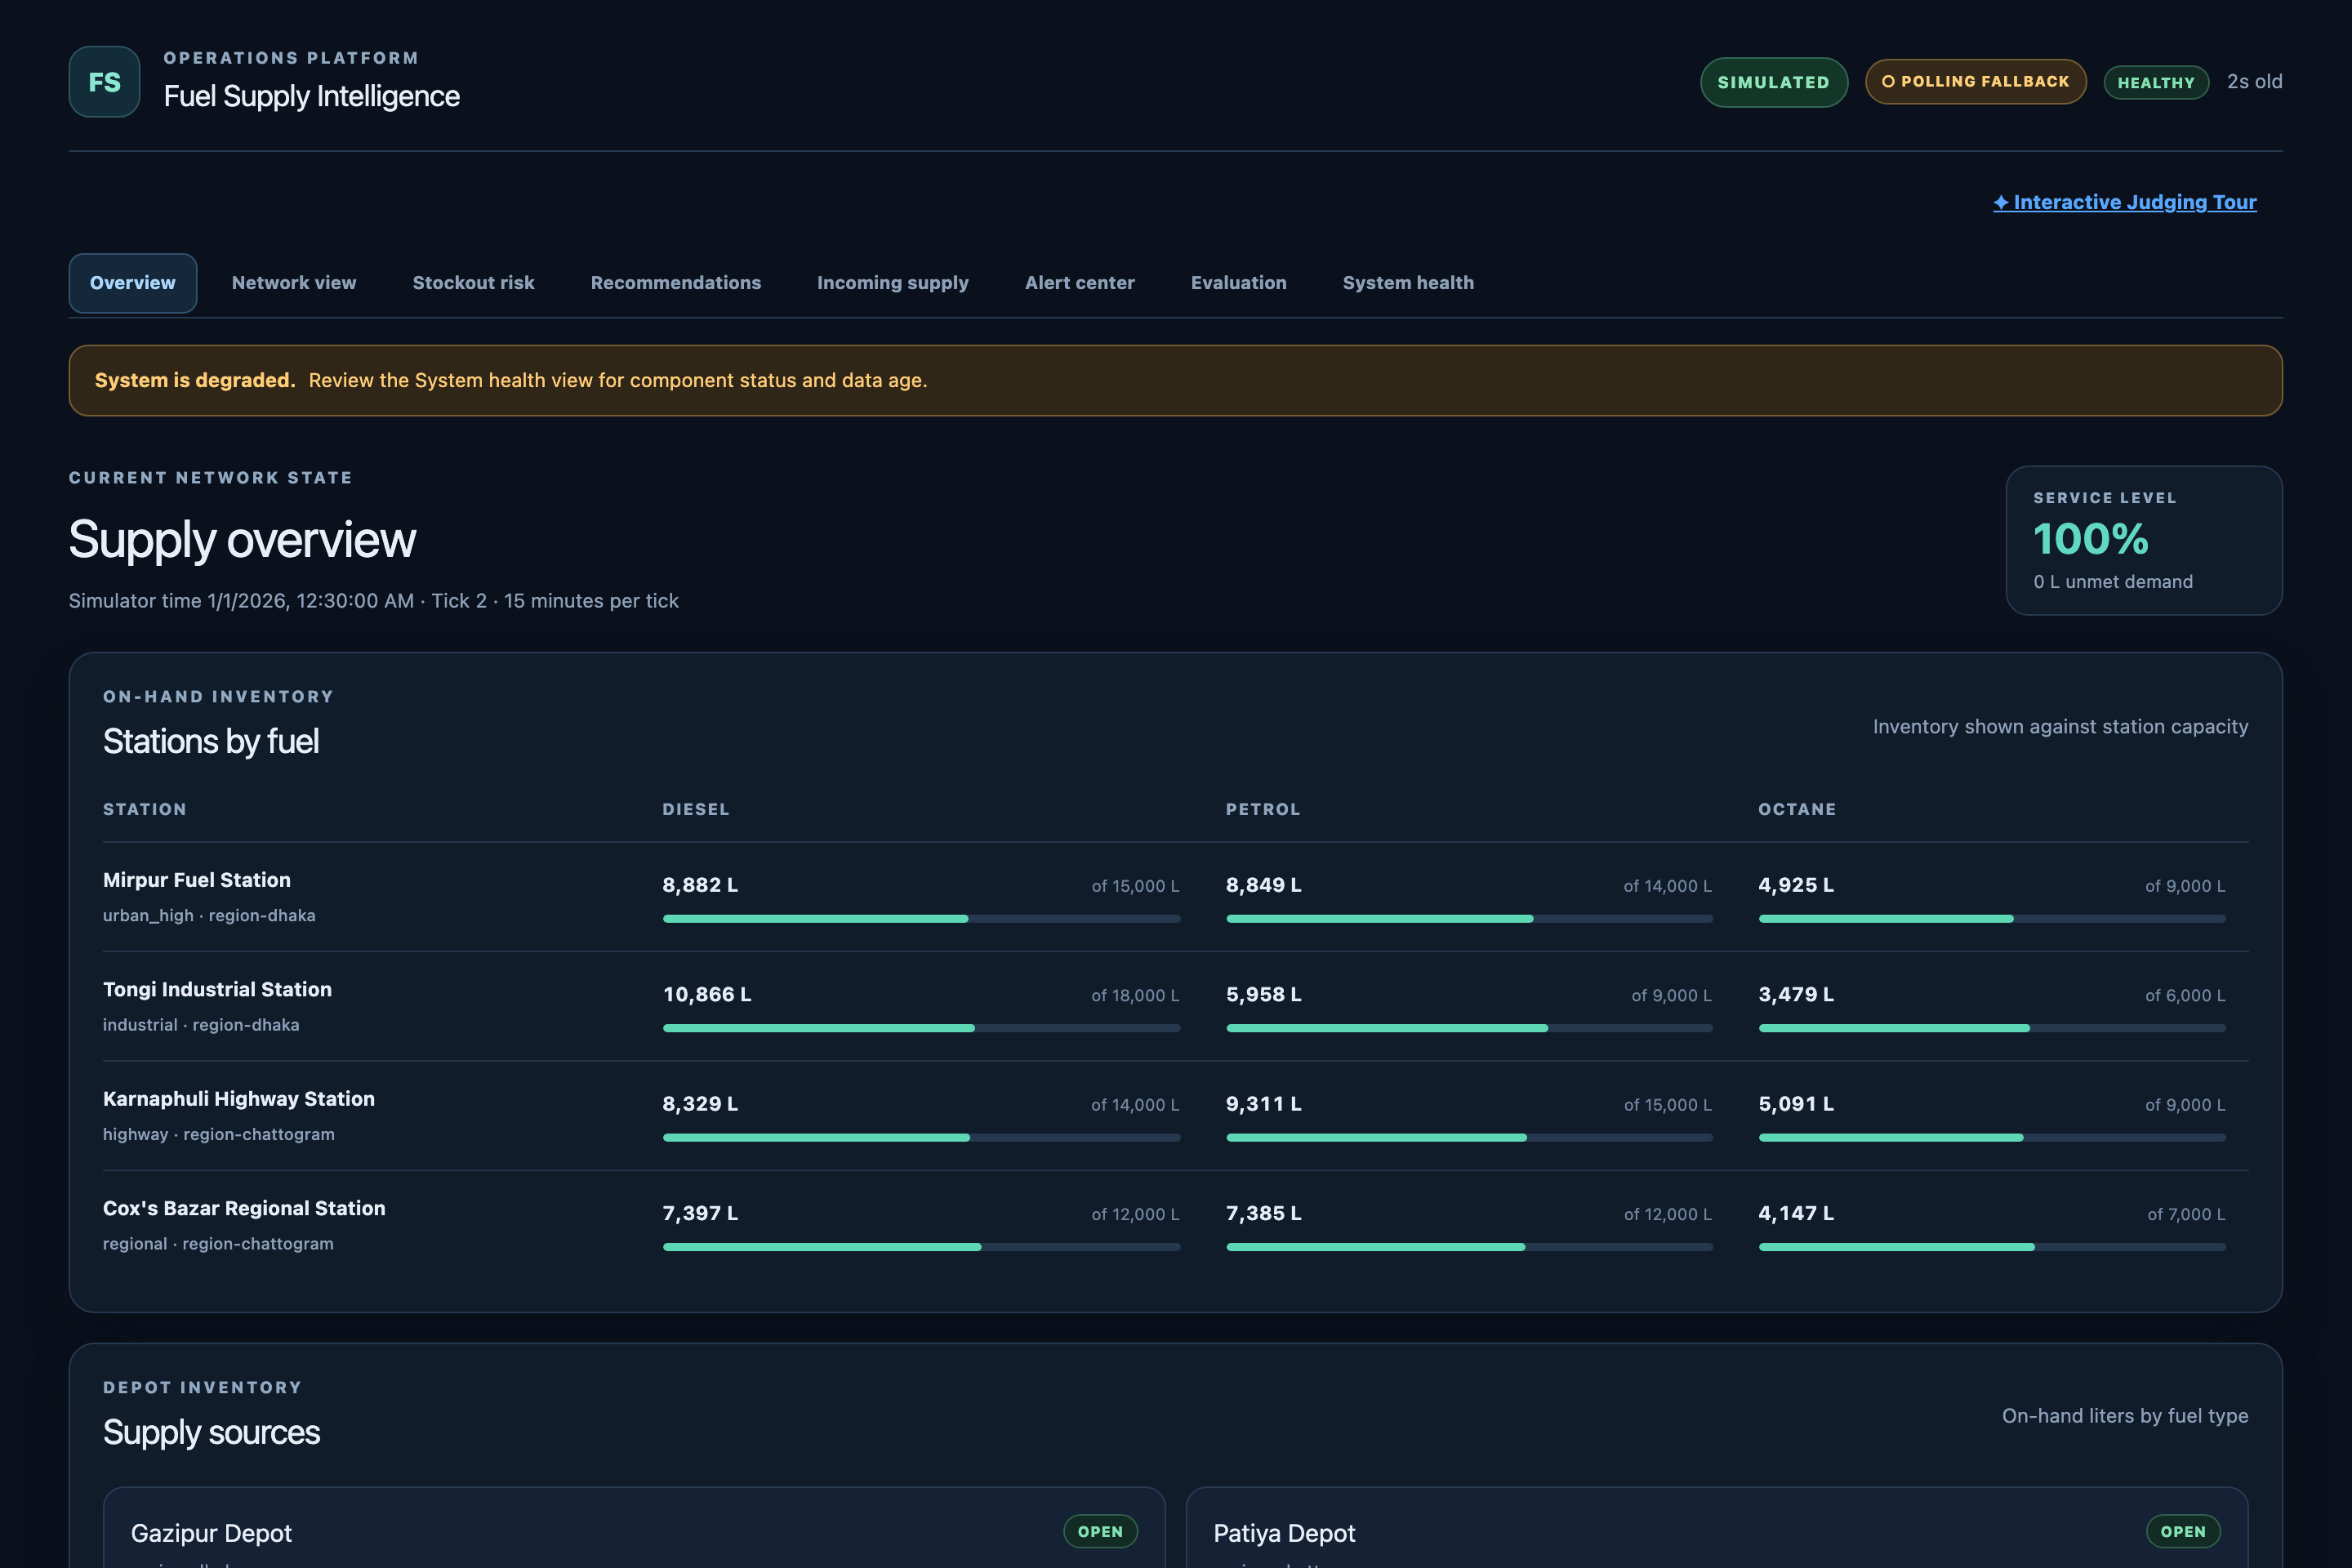 FS
OPERATIONS PLATFORM
Fuel Supply Intelligence
SIMULATED
POLLING FALLBACK
HEALTHY
2s old
✦ Interactive Judging Tour
Overview
Network view
Stockout risk
Recommendations
Incoming supply
Alert center
Evaluation
System health
System is degraded. Review the System health view for component status and data age.
CURRENT NETWORK STATE
Supply overview
Simulator time 1/1/2026, 12:30:00 AM · Tick 2 · 15 minutes per tick
SERVICE LEVEL
100%
0 L unmet demand
ON-HAND INVENTORY
Stations by fuel
Inventory shown against station capacity
STATION DIESEL PETROL OCTANE
Mirpur Fuel Station
urban_high · region-dhaka
8,882 L of 15,000 L
8,849 L of 14,000 L
4,925 L of 9,000 L
Tongi Industrial Station
industrial · region-dhaka
10,866 L of 18,000 L
5,958 L of 9,000 L
3,479 L of 6,000 L
Karnaphuli Highway Station
highway · region-chattogram
8,329 L of 14,000 L
9,311 L of 15,000 L
5,091 L of 9,000 L
Cox's Bazar Regional Station
regional · region-chattogram
7,397 L of 12,000 L
7,385 L of 12,000 L
4,147 L of 7,000 L
DEPOT INVENTORY
Supply sources
On-hand liters by fuel type
Gazipur Depot
OPEN
Patiya Depot
OPEN